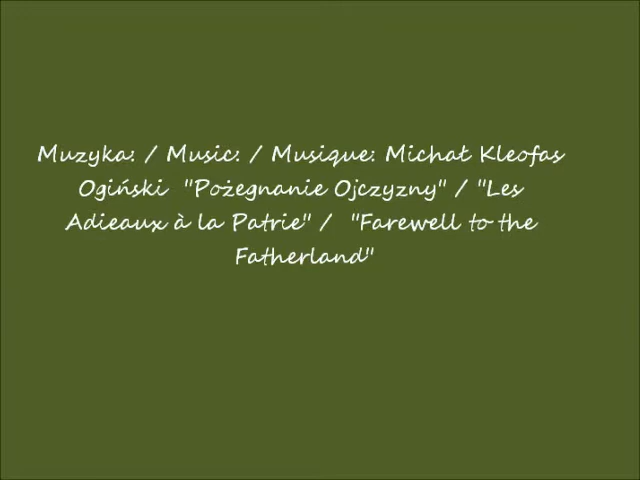 Muzyka: / Music: / Musique: Michał Kleofas
Ogiński "Pożegnanie Ojczyzny" / "Les
Adieaux à la Patrie" / "Farewell to the
Fatherland"